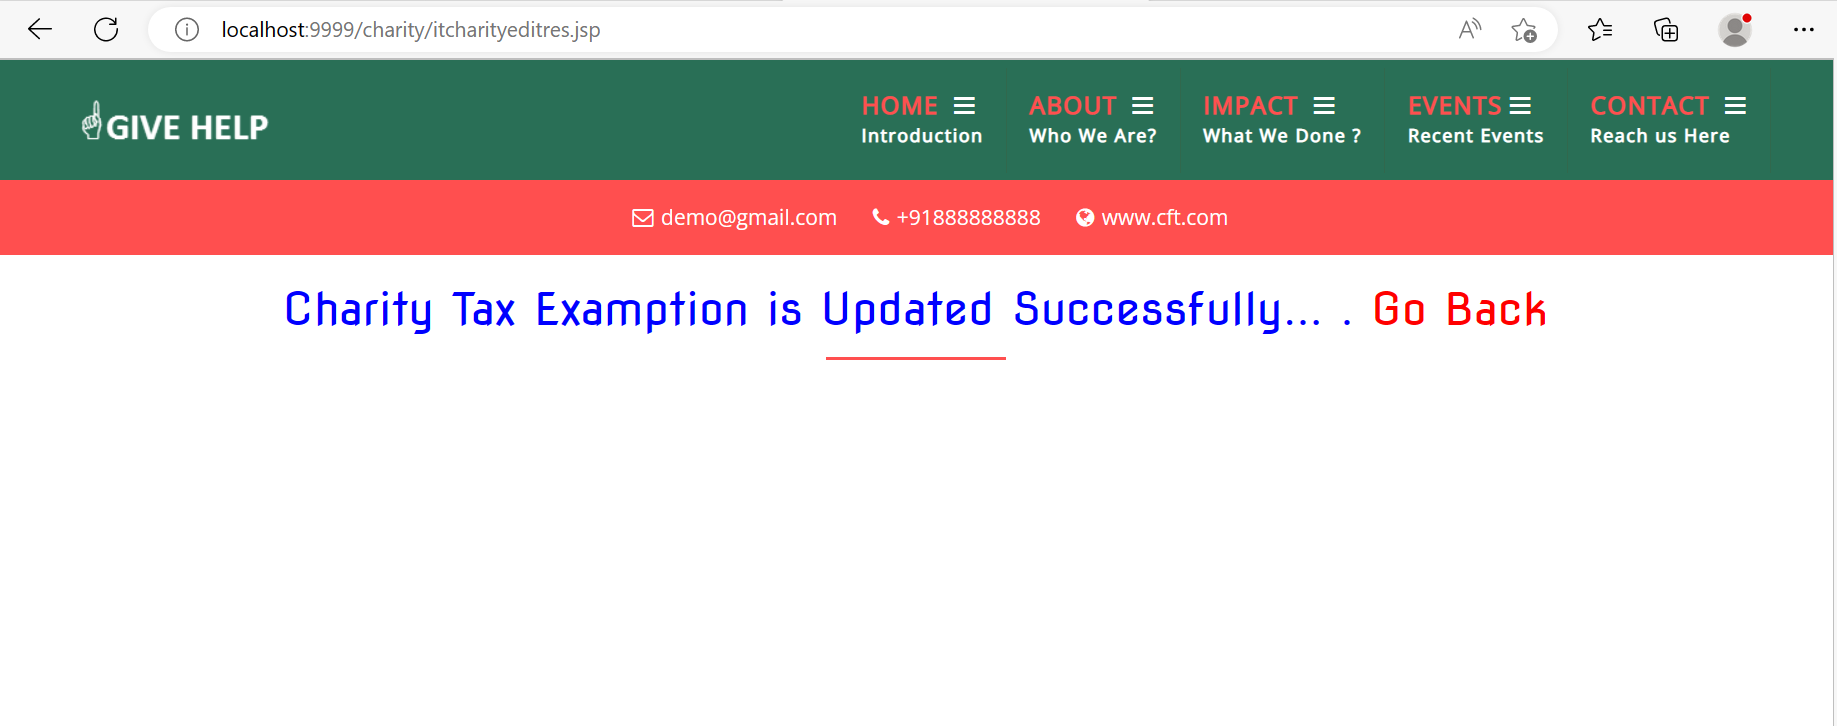 localhost:9999/charity/itcharityeditres.jsp
GIVE HELP
HOME ABOUT IMPACT EVENTS CONTACT
Introduction Who We Are? What We Done ? Recent Events Reach us Here
demo@gmail.com +91888888888 www.cft.com
Charity Tax Examption is Updated Successfully... . Go Back